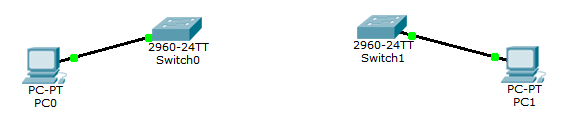 2960-24TT
Switch0
2960-24TT
Switch1
PC-PT
PC0
PC-PT
PC1